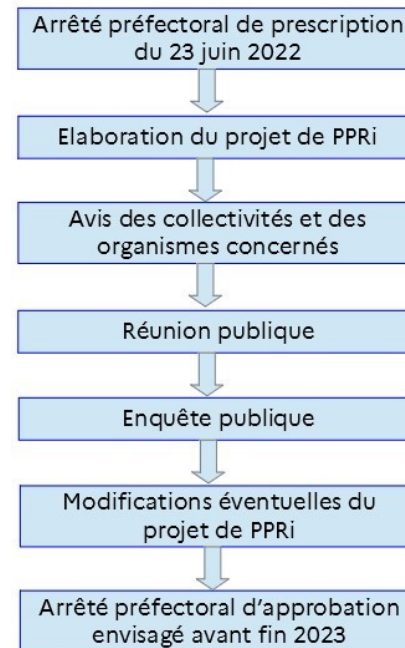 Arrêté préfectoral de prescription
du 23 juin 2022
Elaboration du projet de PPRi
Avis des collectivités et des
organismes concernés
Réunion publique
Enquête publique
Modifications éventuelles du
projet de PPRi
Arrêté préfectoral d’approbation
envisagé avant fin 2023